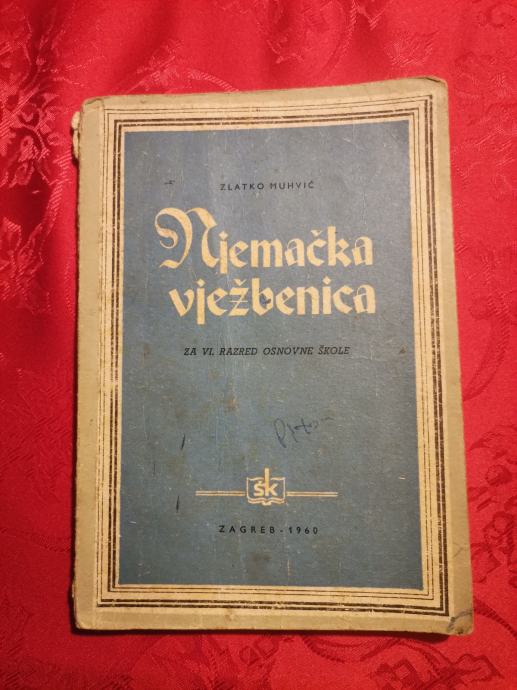 ZLATKO MUHVIĆ
Njemačka
vježbenica
ZA VI. RAZRED OSNOVNE ŠKOLE
šk
ZAGREB - 1960